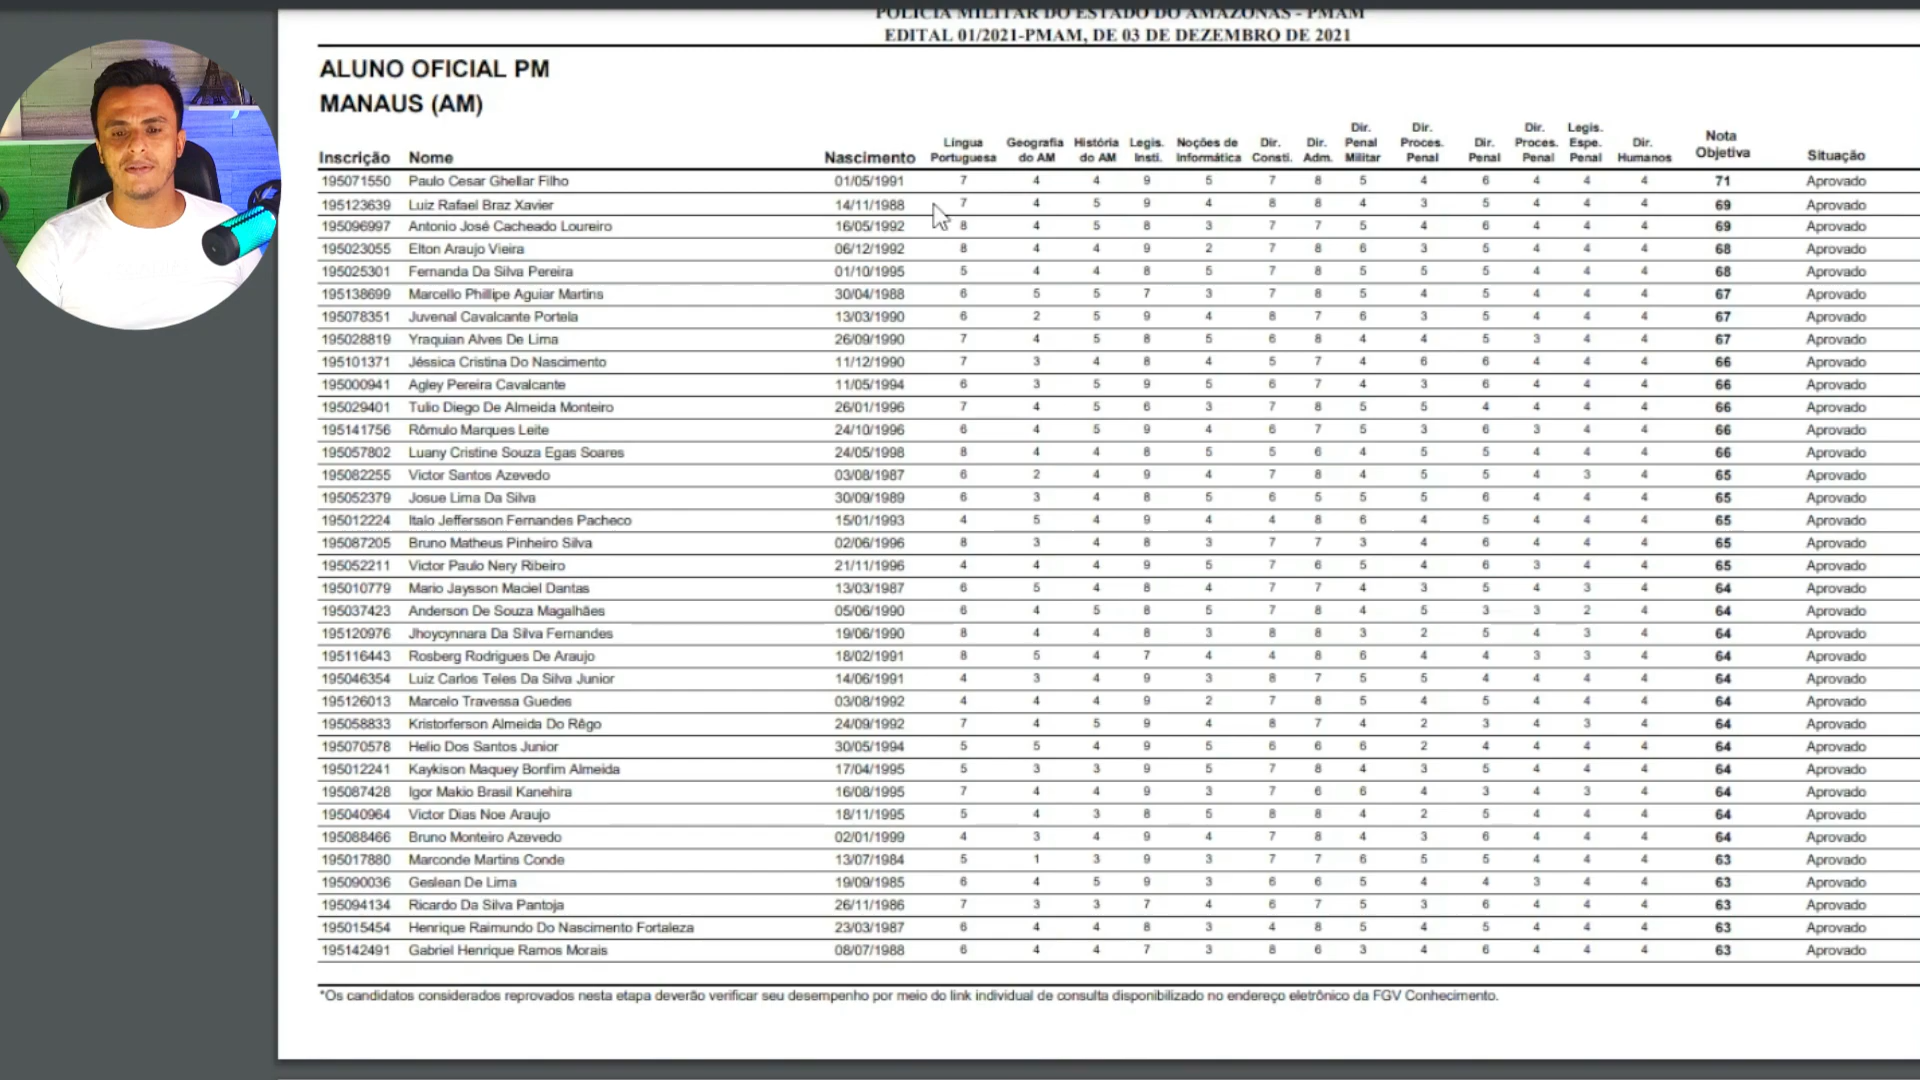 POLÍCIA MILITAR DO ESTADO DO AMAZONAS - PMAM
EDITAL 01/2021-PMAM, DE 03 DE DEZEMBRO DE 2021
ALUNO OFICIAL PM
MANAUS (AM)
Inscrição Nome Nascimento Língua Portuguesa Geografia do AM História do AM Legis. Insti. Noções de Informática Dir. Consti. Dir. Adm. Dir. Penal Militar Dir. Proces. Penal Dir. Penal Dir. Proces. Penal Legis. Espe. Penal Dir. Humanos Nota Objetiva Situação
195071550 Paulo Cesar Ghellar Filho 01/05/1991 7 4 4 9 5 7 8 5 4 6 4 4 4 71 Aprovado
195123639 Luiz Rafael Braz Xavier 14/11/1988 7 4 5 9 4 8 8 4 3 5 4 4 4 69 Aprovado
195096997 Antonio José Cacheado Loureiro 16/05/1992 8 4 5 8 3 7 7 5 4 6 4 4 4 69 Aprovado
195023055 Elton Araujo Vieira 06/12/1992 8 4 4 9 2 7 8 6 3 5 4 4 4 68 Aprovado
195025301 Fernanda Da Silva Pereira 01/10/1995 5 4 4 8 5 7 8 5 5 5 4 4 4 68 Aprovado
195138699 Marcello Phillipe Aguiar Martins 30/04/1988 6 5 5 7 3 7 8 5 4 5 4 4 4 67 Aprovado
195078351 Juvenal Cavalcante Portela 13/03/1990 6 2 5 9 4 8 7 6 3 5 4 4 4 67 Aprovado
195028819 Yraquian Alves De Lima 26/09/1990 7 4 5 8 5 6 8 4 4 5 3 4 4 67 Aprovado
195101371 Jéssica Cristina Do Nascimento 11/12/1990 7 3 4 8 4 5 7 4 6 6 4 4 4 66 Aprovado
195000941 Agley Pereira Cavalcante 11/05/1994 6 3 5 9 5 6 7 4 3 6 4 4 4 66 Aprovado
195029401 Tulio Diego De Almeida Monteiro 26/01/1996 7 4 5 6 3 7 8 5 5 4 4 4 4 66 Aprovado
195141756 Rômulo Marques Leite 24/10/1996 6 4 5 9 4 6 7 5 3 6 3 4 4 66 Aprovado
195057802 Luany Cristine Souza Egas Soares 24/05/1998 8 4 4 8 5 5 6 4 5 5 4 4 4 66 Aprovado
195082255 Victor Santos Azevedo 03/08/1987 6 2 4 9 4 7 8 4 5 5 4 3 4 65 Aprovado
195052379 Josue Lima Da Silva 30/09/1989 6 3 4 8 5 6 5 5 5 6 4 4 4 65 Aprovado
195012224 Italo Jeffersson Fernandes Pacheco 15/01/1993 4 5 4 9 4 4 8 6 4 5 4 4 4 65 Aprovado
195087205 Bruno Matheus Pinheiro Silva 02/06/1996 8 3 4 8 3 7 7 3 4 6 4 4 4 65 Aprovado
195052211 Victor Paulo Nery Ribeiro 21/11/1996 4 4 4 9 5 7 6 5 4 6 3 4 4 65 Aprovado
195010779 Mario Jaysson Maciel Dantas 13/03/1987 6 5 4 8 4 7 7 4 3 5 4 3 4 64 Aprovado
195037423 Anderson De Souza Magalhães 05/06/1990 6 4 5 8 5 7 8 4 5 3 3 2 4 64 Aprovado
195120976 Jhoycynnara Da Silva Fernandes 19/06/1990 8 4 4 8 3 8 8 3 2 5 4 3 4 64 Aprovado
195116443 Rosberg Rodrigues De Araujo 18/02/1991 8 5 4 7 4 4 8 6 4 4 3 3 4 64 Aprovado
195046354 Luiz Carlos Teles Da Silva Junior 14/06/1991 4 3 4 9 3 8 7 5 5 4 4 4 4 64 Aprovado
195126013 Marcelo Travessa Guedes 03/08/1992 4 4 4 9 2 7 8 5 4 5 4 4 4 64 Aprovado
195058833 Kristorferson Almeida Do Rêgo 24/09/1992 7 4 5 9 4 8 7 4 2 3 4 3 4 64 Aprovado
195070578 Helio Dos Santos Junior 30/05/1994 5 5 4 9 5 6 6 6 2 4 4 4 4 64 Aprovado
195012241 Kaykison Maquey Bonfim Almeida 17/04/1995 5 3 3 9 5 7 8 4 3 5 4 4 4 64 Aprovado
195087428 Igor Makio Brasil Kanehira 16/08/1995 7 4 4 9 3 7 6 6 4 3 4 3 4 64 Aprovado
195040964 Victor Dias Noe Araujo 18/11/1995 5 4 3 8 5 8 8 4 2 5 4 4 4 64 Aprovado
195088466 Bruno Monteiro Azevedo 02/01/1999 4 3 4 9 4 7 8 4 3 6 4 4 4 64 Aprovado
195017880 Marconde Martins Conde 13/07/1984 5 1 3 9 3 7 7 6 5 5 4 4 4 63 Aprovado
195090036 Geslean De Lima 19/09/1985 6 4 5 9 3 6 6 5 4 4 3 4 4 63 Aprovado
195094134 Ricardo Da Silva Pantoja 26/11/1986 7 3 3 7 4 6 7 5 3 6 4 4 4 63 Aprovado
195015454 Henrique Raimundo Do Nascimento Fortaleza 23/03/1987 6 4 4 8 3 4 8 5 4 5 4 4 4 63 Aprovado
195142491 Gabriel Henrique Ramos Morais 08/07/1988 6 4 4 7 3 8 6 3 4 6 4 4 4 63 Aprovado
*Os candidatos considerados reprovados nesta etapa deverão verificar seu desempenho por meio do link individual de consulta disponibilizado no endereço eletrônico da FGV Conhecimento.